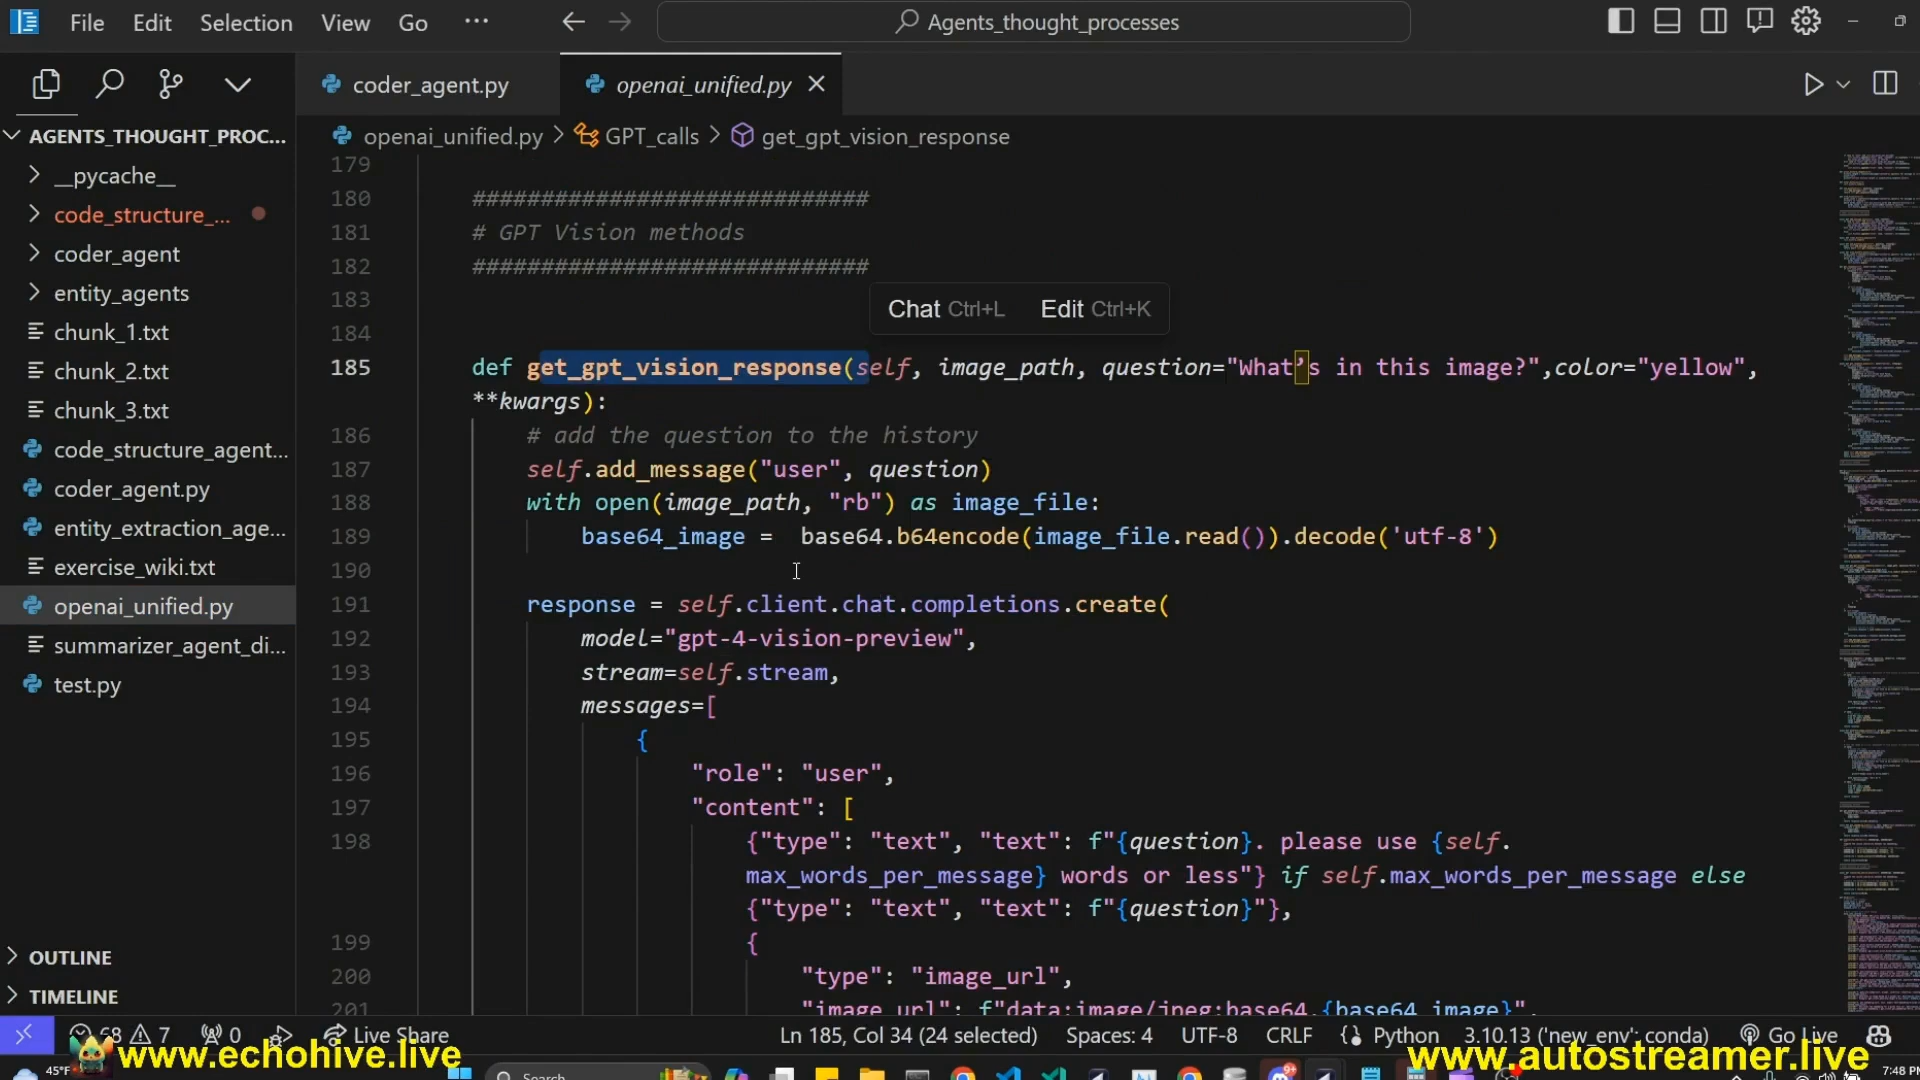 File Edit Selection View Go ··· Agents_thought_processes
coder_agent.py openai_unified.py
AGENTS_THOUGHT_PROC...
__pycache__
code_structure_...
coder_agent
entity_agents
chunk_1.txt
chunk_2.txt
chunk_3.txt
code_structure_agent...
coder_agent.py
entity_extraction_age...
exercise_wiki.txt
openai_unified.py
summarizer_agent_di...
test.py
OUTLINE
TIMELINE
openai_unified.py > GPT_calls > get_gpt_vision_response
179
180 #############################
181 # GPT Vision methods
182 #############################
183
Chat Ctrl+L Edit Ctrl+K
184
185 def get_gpt_vision_response(self, image_path, question="What’s in this image?",color="yellow",
**kwargs):
186 # add the question to the history
187 self.add_message("user", question)
188 with open(image_path, "rb") as image_file:
189 base64_image =  base64.b64encode(image_file.read()).decode('utf-8')
190
191 response = self.client.chat.completions.create(
192 model="gpt-4-vision-preview",
193 stream=self.stream,
194 messages=[
195 {
196 "role": "user",
197 "content": [
198 {"type": "text", "text": f"{question}. please use {self.
max_words_per_message} words or less"} if self.max_words_per_message else
{"type": "text", "text": f"{question}"},
199 {
200 "type": "image_url",
201 "image_url": f"data:image/jpeg;base64,{base64_image}",
68 7 0 Live Share Ln 185, Col 34 (24 selected) Spaces: 4 UTF-8 CRLF Python 3.10.13 ('new_env': conda) Go Live
www.echohive.live www.autostreamer.live
45°F Search 7:48 PM